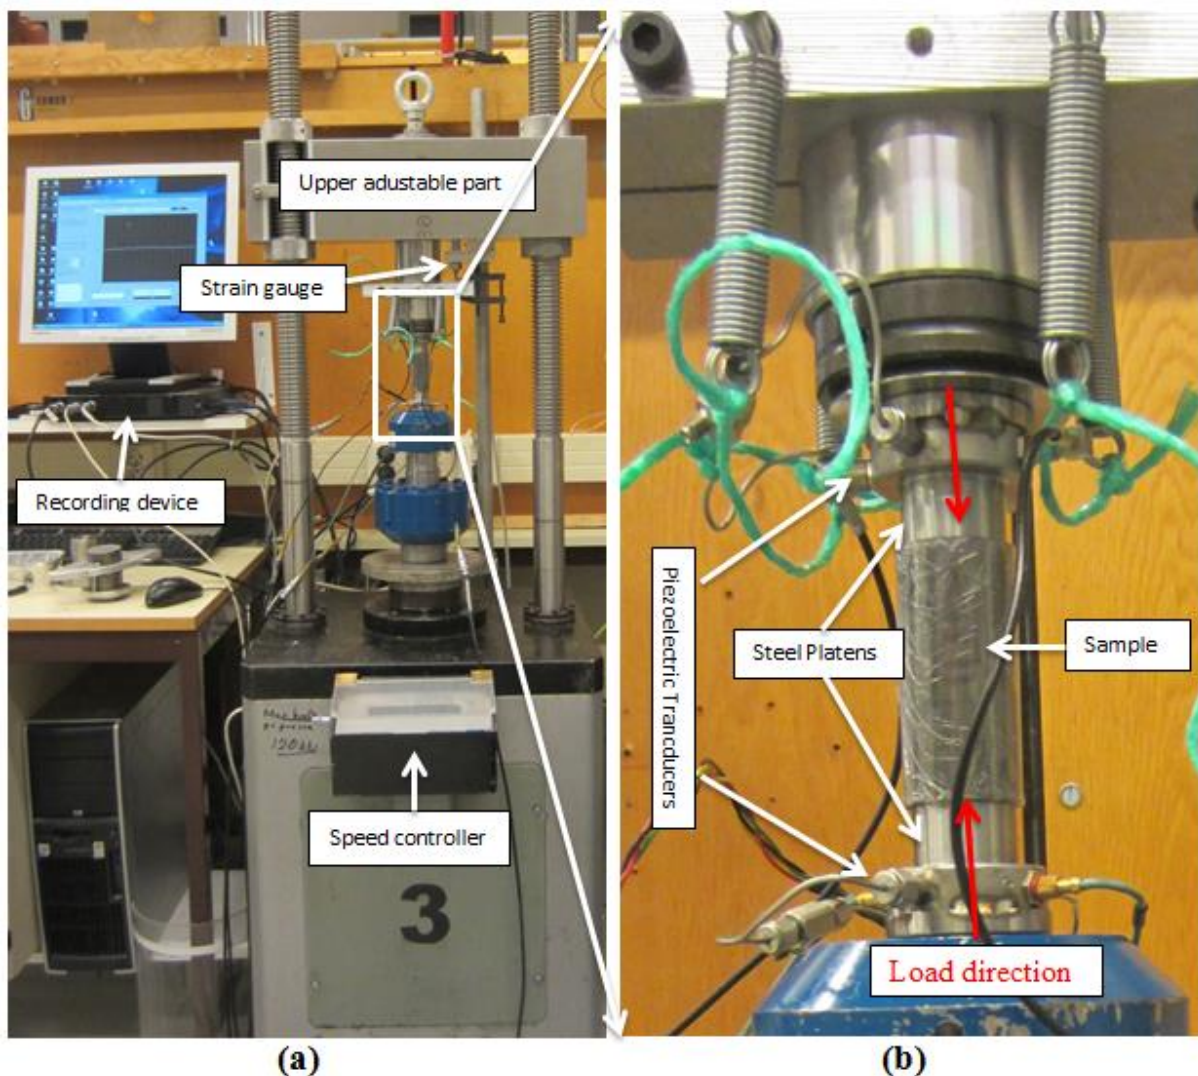 Upper adustable part
Strain gauge
Recording device
Speed controller
3
(a)
Piezoelectric Trancducers
Steel Platens
Sample
Load direction
(b)